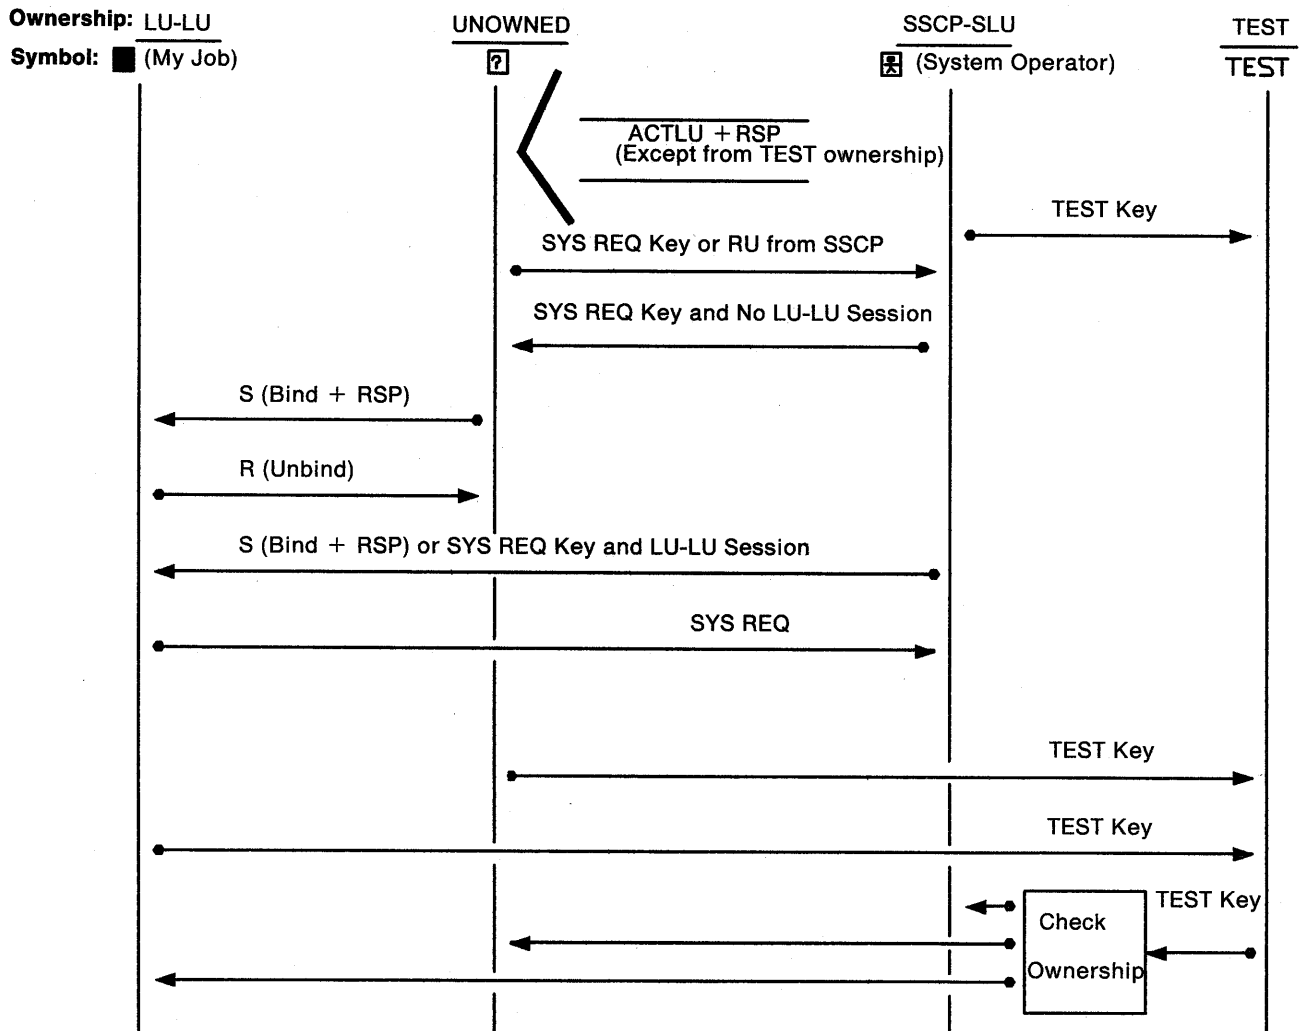 Ownership: LU-LU UNOWNED SSCP-SLU TEST
Symbol: (My Job) ? (System Operator) TEST
ACTLU + RSP
(Except from TEST ownership)
TEST Key
SYS REQ Key or RU from SSCP
SYS REQ Key and No LU-LU Session
S (Bind + RSP)
R (Unbind)
S (Bind + RSP) or SYS REQ Key and LU-LU Session
SYS REQ
TEST Key
TEST Key
TEST Key
Check
Ownership